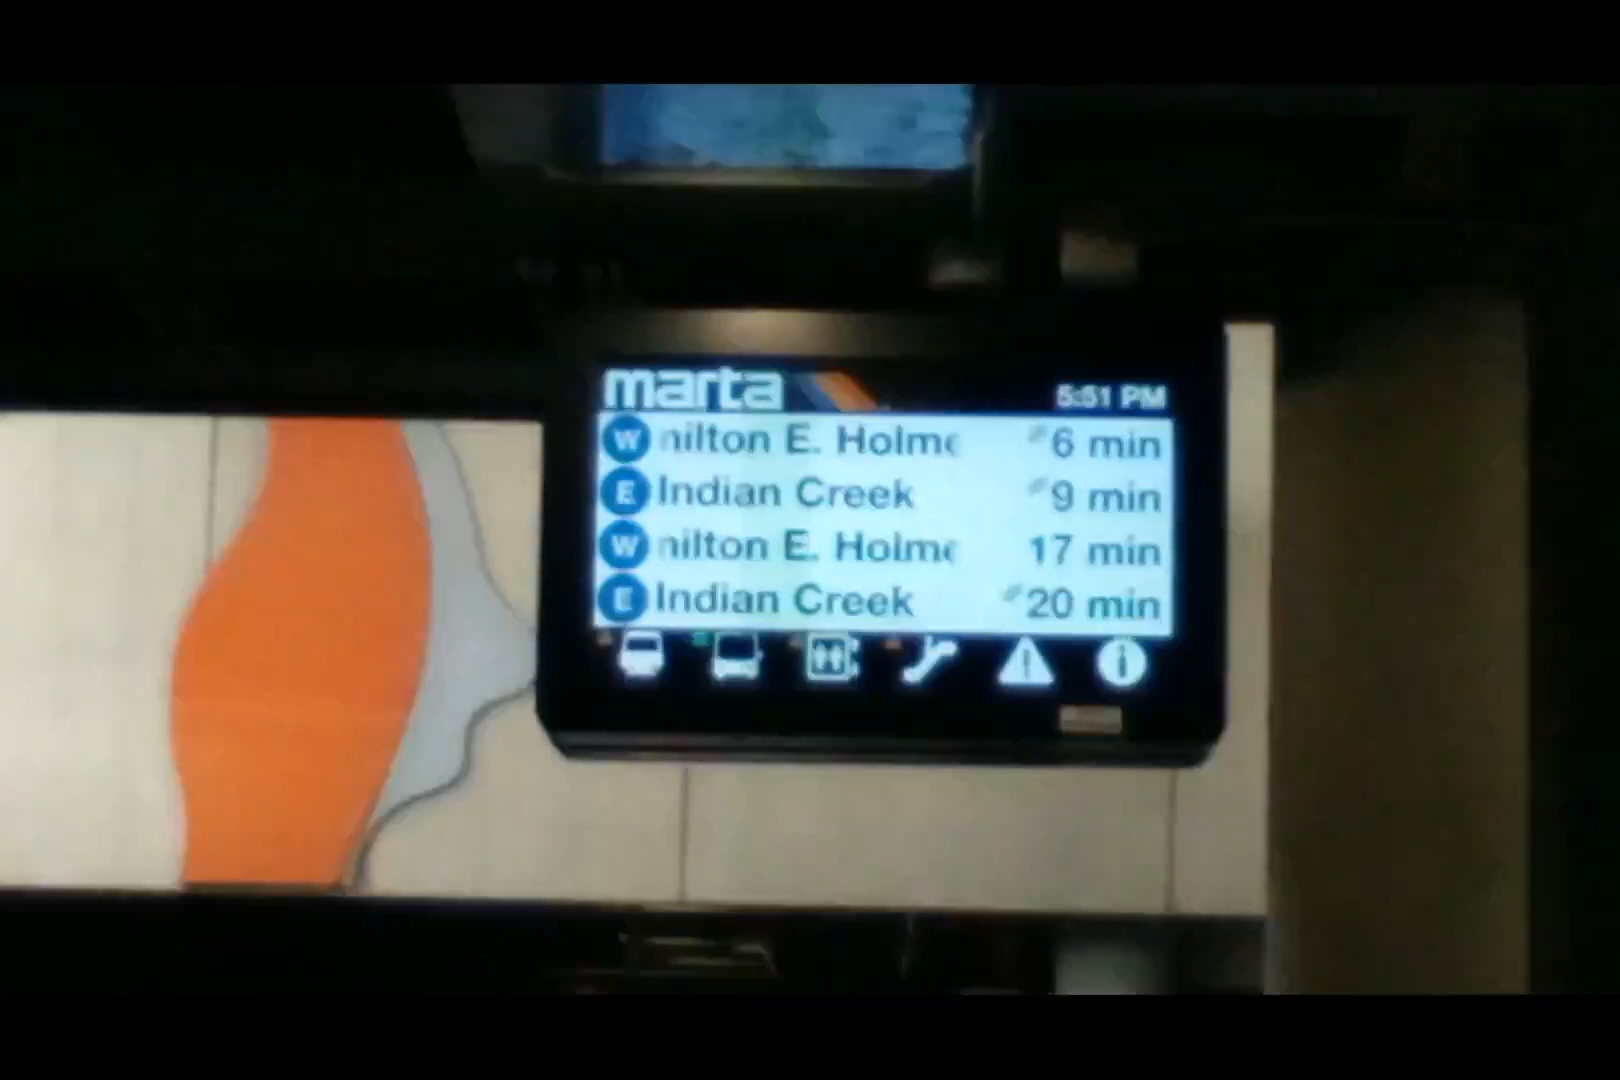 marta 5:51 PM
W nilton E. Holme 6 min
E Indian Creek 9 min
W nilton E. Holme 17 min
E Indian Creek 20 min